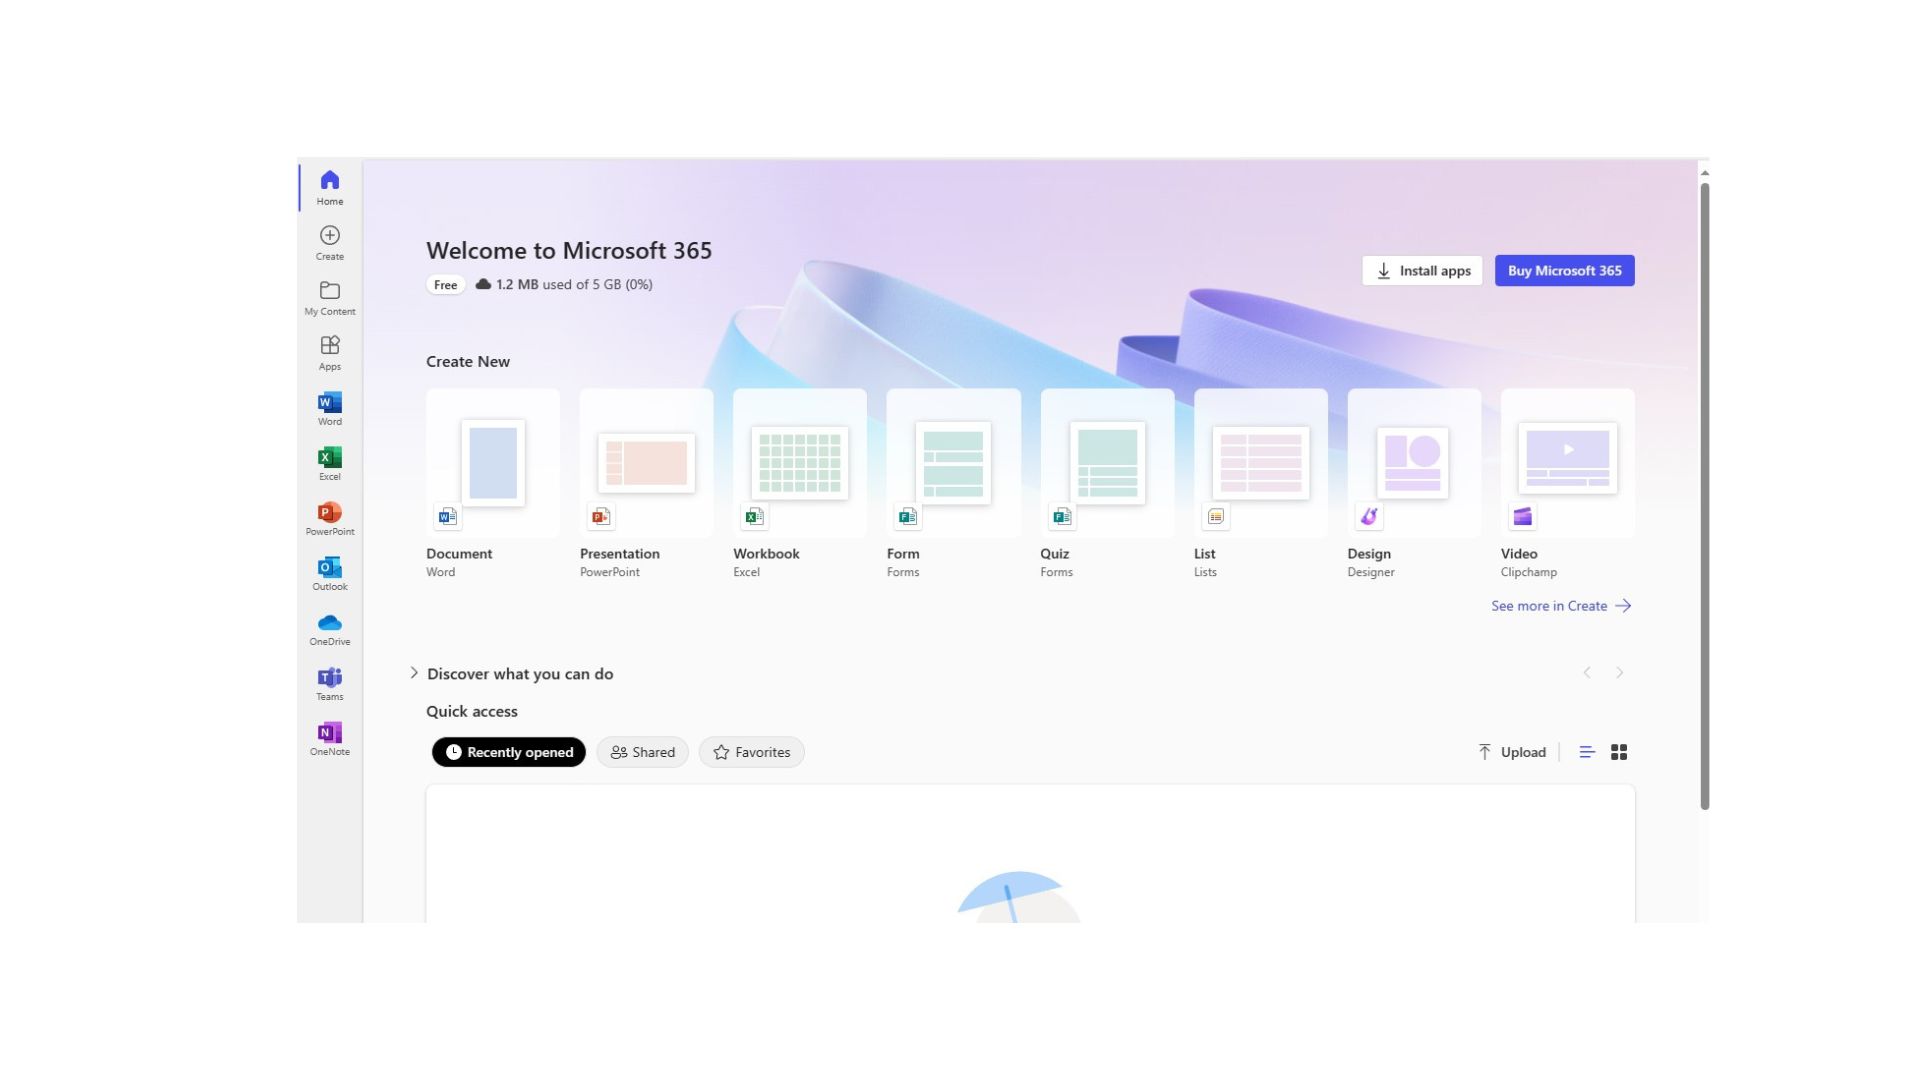 Home
Create
My Content
Apps
Word
Excel
PowerPoint
Outlook
OneDrive
Teams
OneNote
Welcome to Microsoft 365
Free 1.2 MB used of 5 GB (0%)
Install apps
Buy Microsoft 365
Create New
Document
Word
Presentation
PowerPoint
Workbook
Excel
Form
Forms
Quiz
Forms
List
Lists
Design
Designer
Video
Clipchamp
See more in Create
Discover what you can do
Quick access
Recently opened
Shared
Favorites
Upload